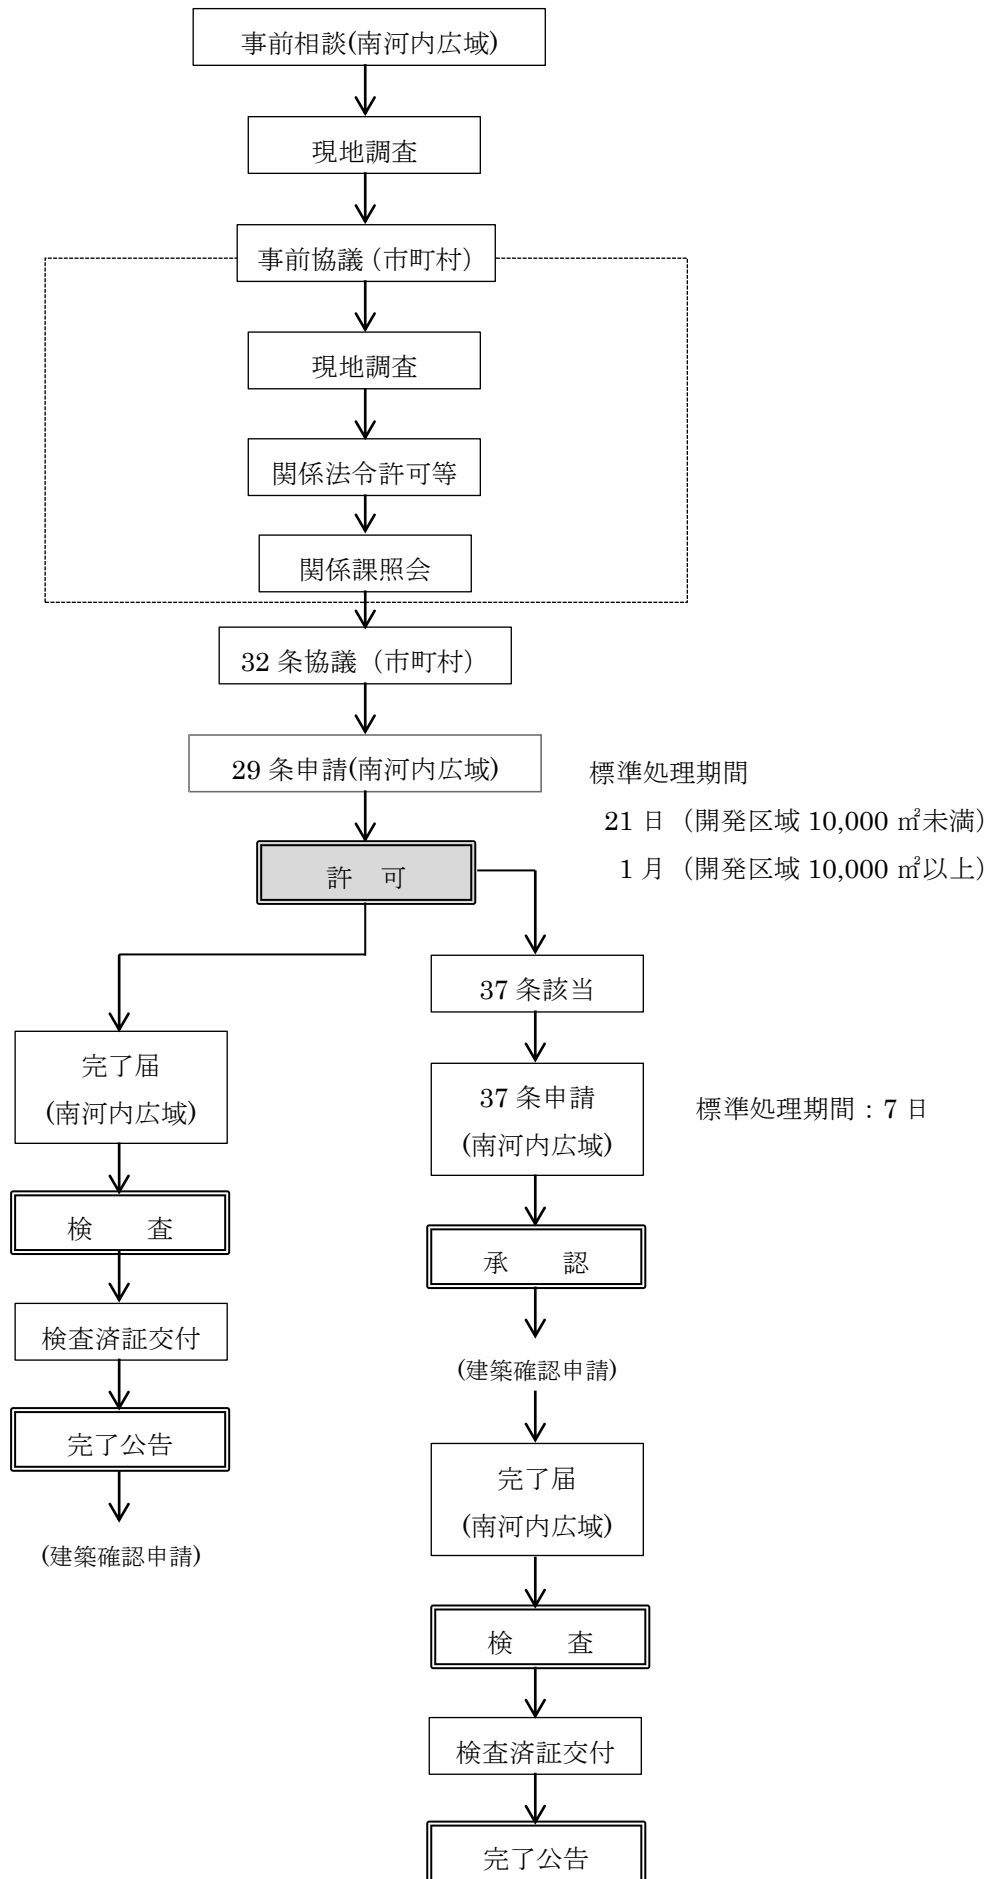 事前相談(南河内広域)
現地調査
事前協議（市町村）
現地調査
関係法令許可等
関係課照会
32 条協議（市町村）
29 条申請(南河内広域)
標準処理期間
21 日（開発区域 10,000 ㎡未満）
1 月（開発区域 10,000 ㎡以上）
許　可
完了届
(南河内広域)
検　　査
検査済証交付
完了公告
(建築確認申請)
37 条該当
37 条申請
(南河内広域)
標準処理期間：7 日
承　　認
(建築確認申請)
完了届
(南河内広域)
検　　査
検査済証交付
完了公告